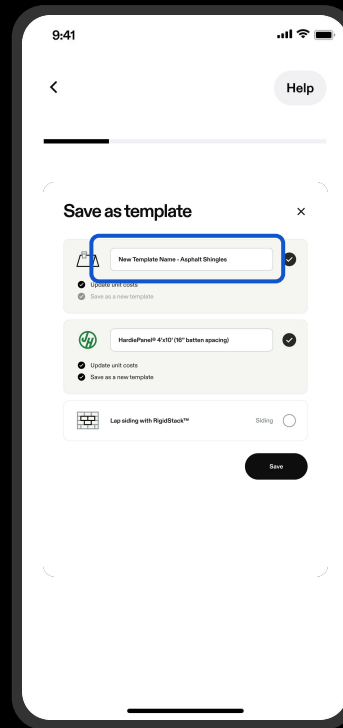 9:41
Help
Save as template
New Template Name - Asphalt Shingles
Update unit costs
Save as a new template
JH
HardiePanel® 4'x10' (16" batten spacing)
Update unit costs
Save as a new template
Lap siding with RigidStack™ Siding
Save